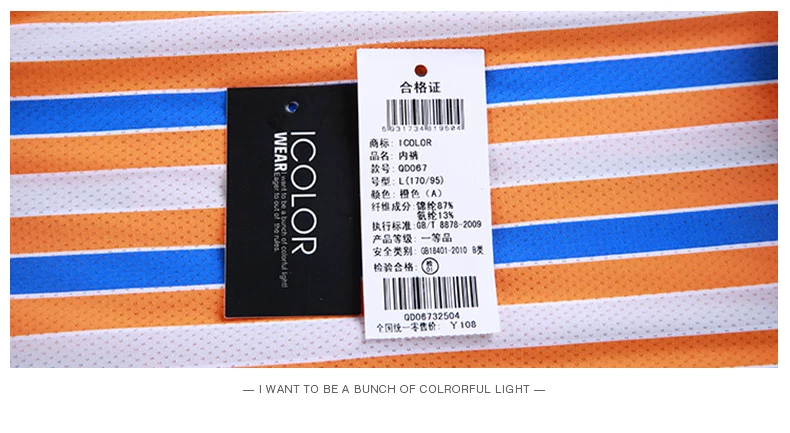 合格证
5931734819504
商标: ICOLOR
品名: 内裤
款号: QD067
号型: L(170/95)
颜色: 橙色 (A)
纤维成分: 锦纶87%
氨纶13%
执行标准:GB/T 8878-2009
产品等级: 一等品
安全类别: GB18401-2010 B类
检验合格: 检01
QD06732504
全国统一零售价: ￥108
ICOLOR
WEAR
I want to be a bunch of colorful light!
Eager to out of the rules.
— I WANT TO BE A BUNCH OF COLRORFUL LIGHT —